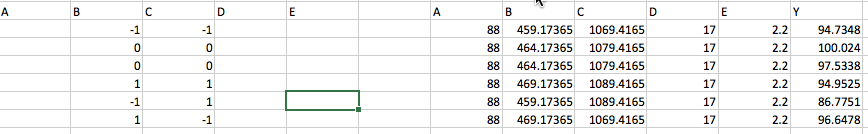 A B C D E A B C D E Y
-1 -1 88 459.17365 1069.4165 17 2.2 94.7348
0 0 88 464.17365 1079.4165 17 2.2 100.024
0 0 88 464.17365 1079.4165 17 2.2 97.5338
1 1 88 469.17365 1089.4165 17 2.2 94.9525
-1 1 88 459.17365 1089.4165 17 2.2 86.7751
1 -1 88 469.17365 1069.4165 17 2.2 96.6478